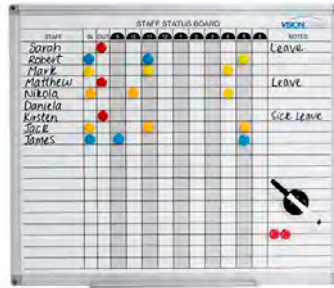 STAFF STATUS BOARD
VISION
STAFF IN OUT NOTES
Sarah Leave
Robert
Mark
Matthew Leave
Nikola
Daniela
Kirsten Sick Leave
Jack
James